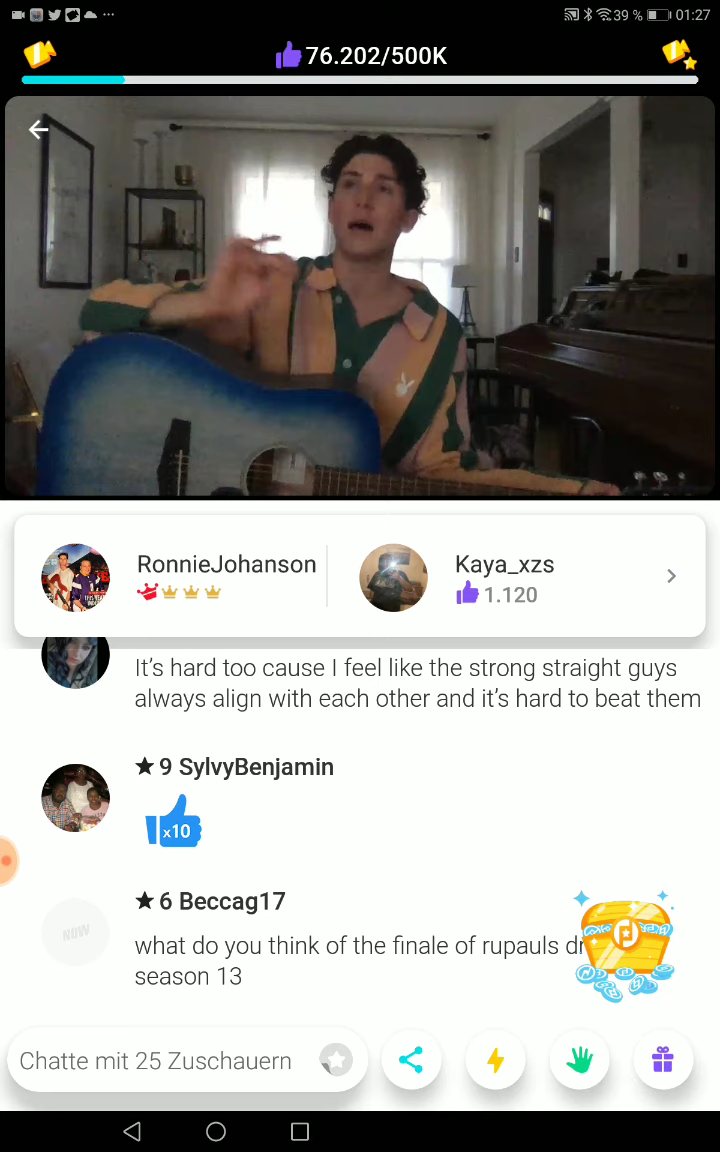 39 % 01:27
76.202/500K
RonnieJohanson
Kaya_xzs
1.120
It's hard too cause I feel like the strong straight guys
always align with each other and it's hard to beat them
★ 9 SylvyBenjamin
x10
★ 6 Beccag17
NOW
what do you think of the finale of rupauls dr
season 13
Chatte mit 25 Zuschauern